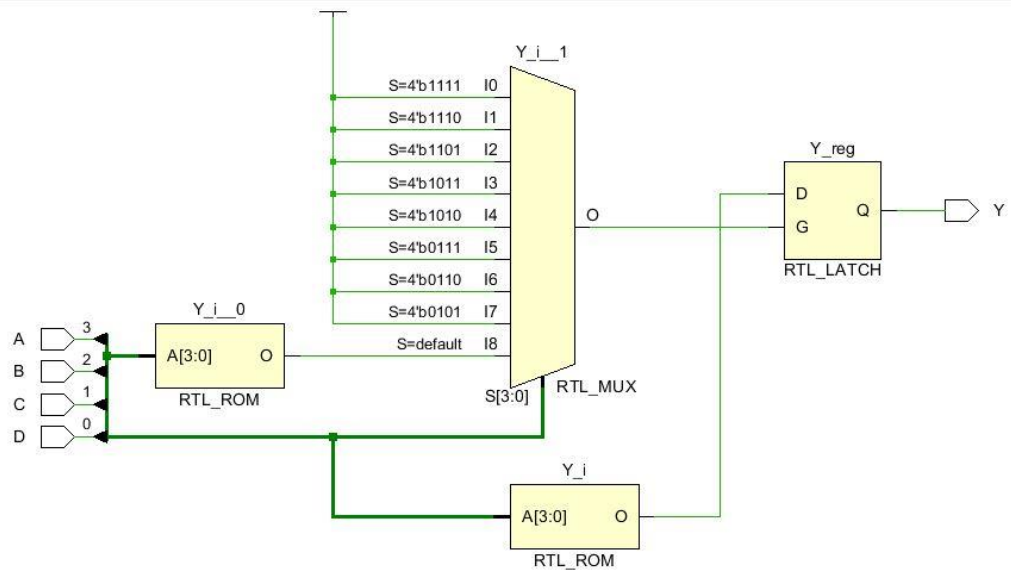 Y_i__1
S=4'b1111 I0
S=4'b1110 I1
S=4'b1101 I2
S=4'b1011 I3
S=4'b1010 I4
S=4'b0111 I5
S=4'b0110 I6
S=4'b0101 I7
S=default I8
O
S[3:0]
RTL_MUX
Y_reg
D
Q
G
RTL_LATCH
Y
Y_i__0
A[3:0] O
RTL_ROM
A 3
B 2
C 1
D 0
Y_i
A[3:0] O
RTL_ROM